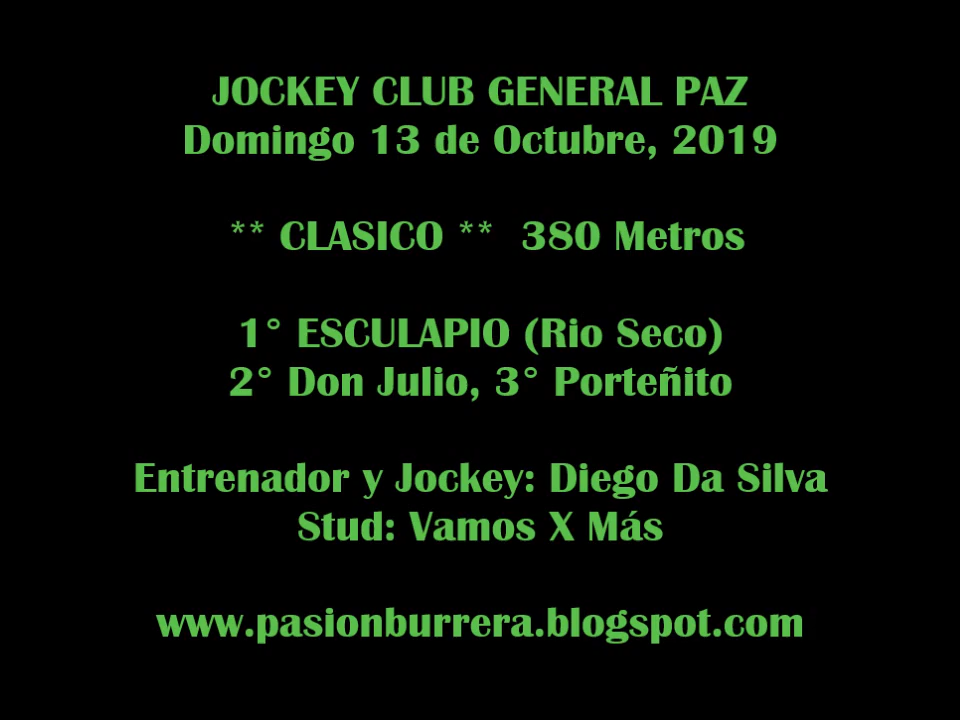 JOCKEY CLUB GENERAL PAZ
Domingo 13 de Octubre, 2019
** CLASICO ** 380 Metros
1° ESCULAPIO (Rio Seco)
2° Don Julio, 3° Porteñito
Entrenador y Jockey: Diego Da Silva
Stud: Vamos X Más
www.pasionburrera.blogspot.com